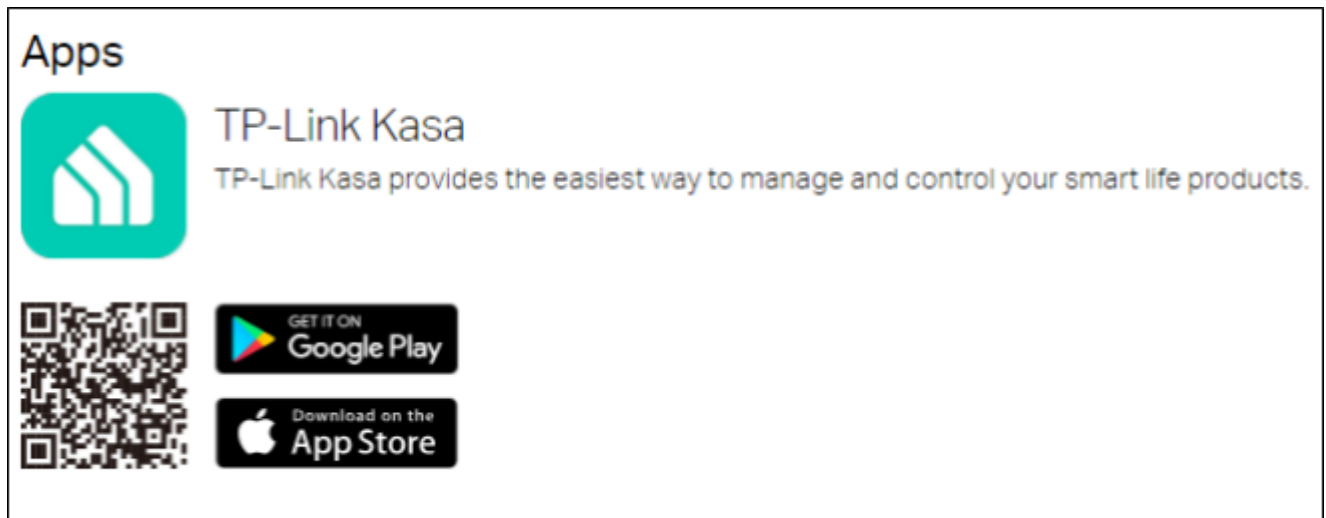 Apps
TP-Link Kasa
TP-Link Kasa provides the easiest way to manage and control your smart life products.
GET IT ON
Google Play
Download on the
App Store